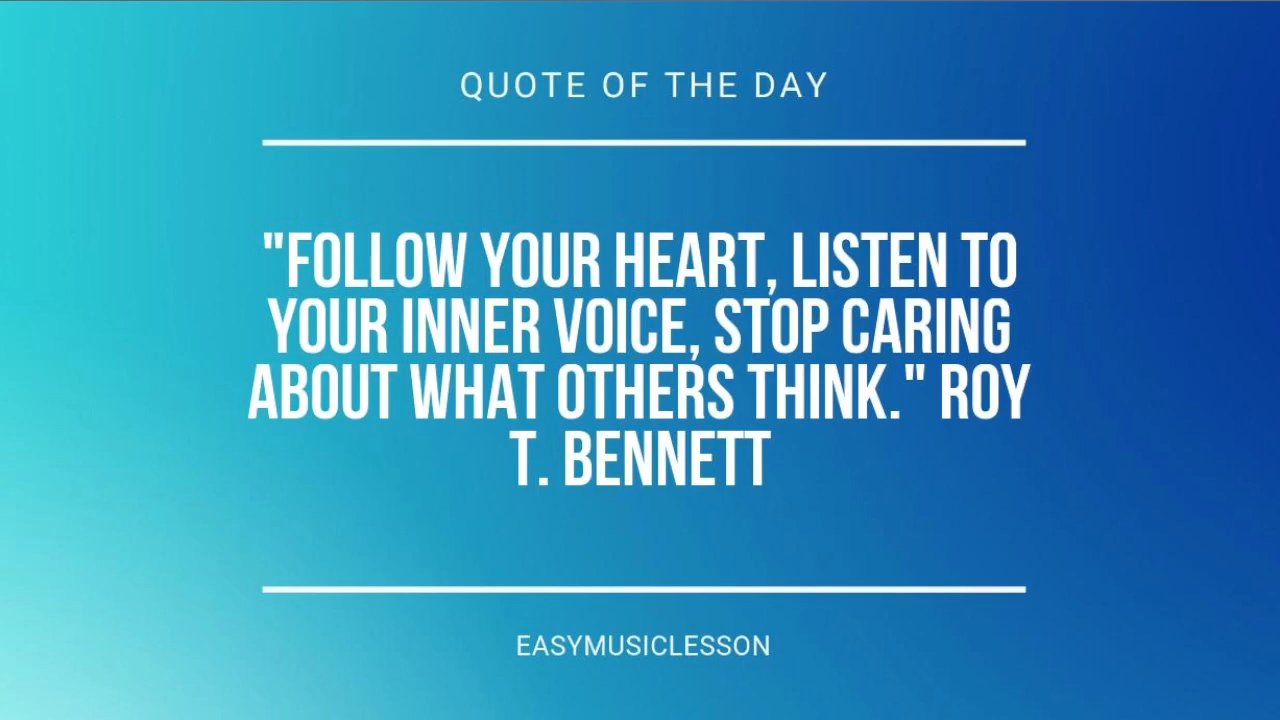 QUOTE OF THE DAY
"FOLLOW YOUR HEART, LISTEN TO
YOUR INNER VOICE, STOP CARING
ABOUT WHAT OTHERS THINK." ROY
T. BENNETT
EASYMUSICLESSON